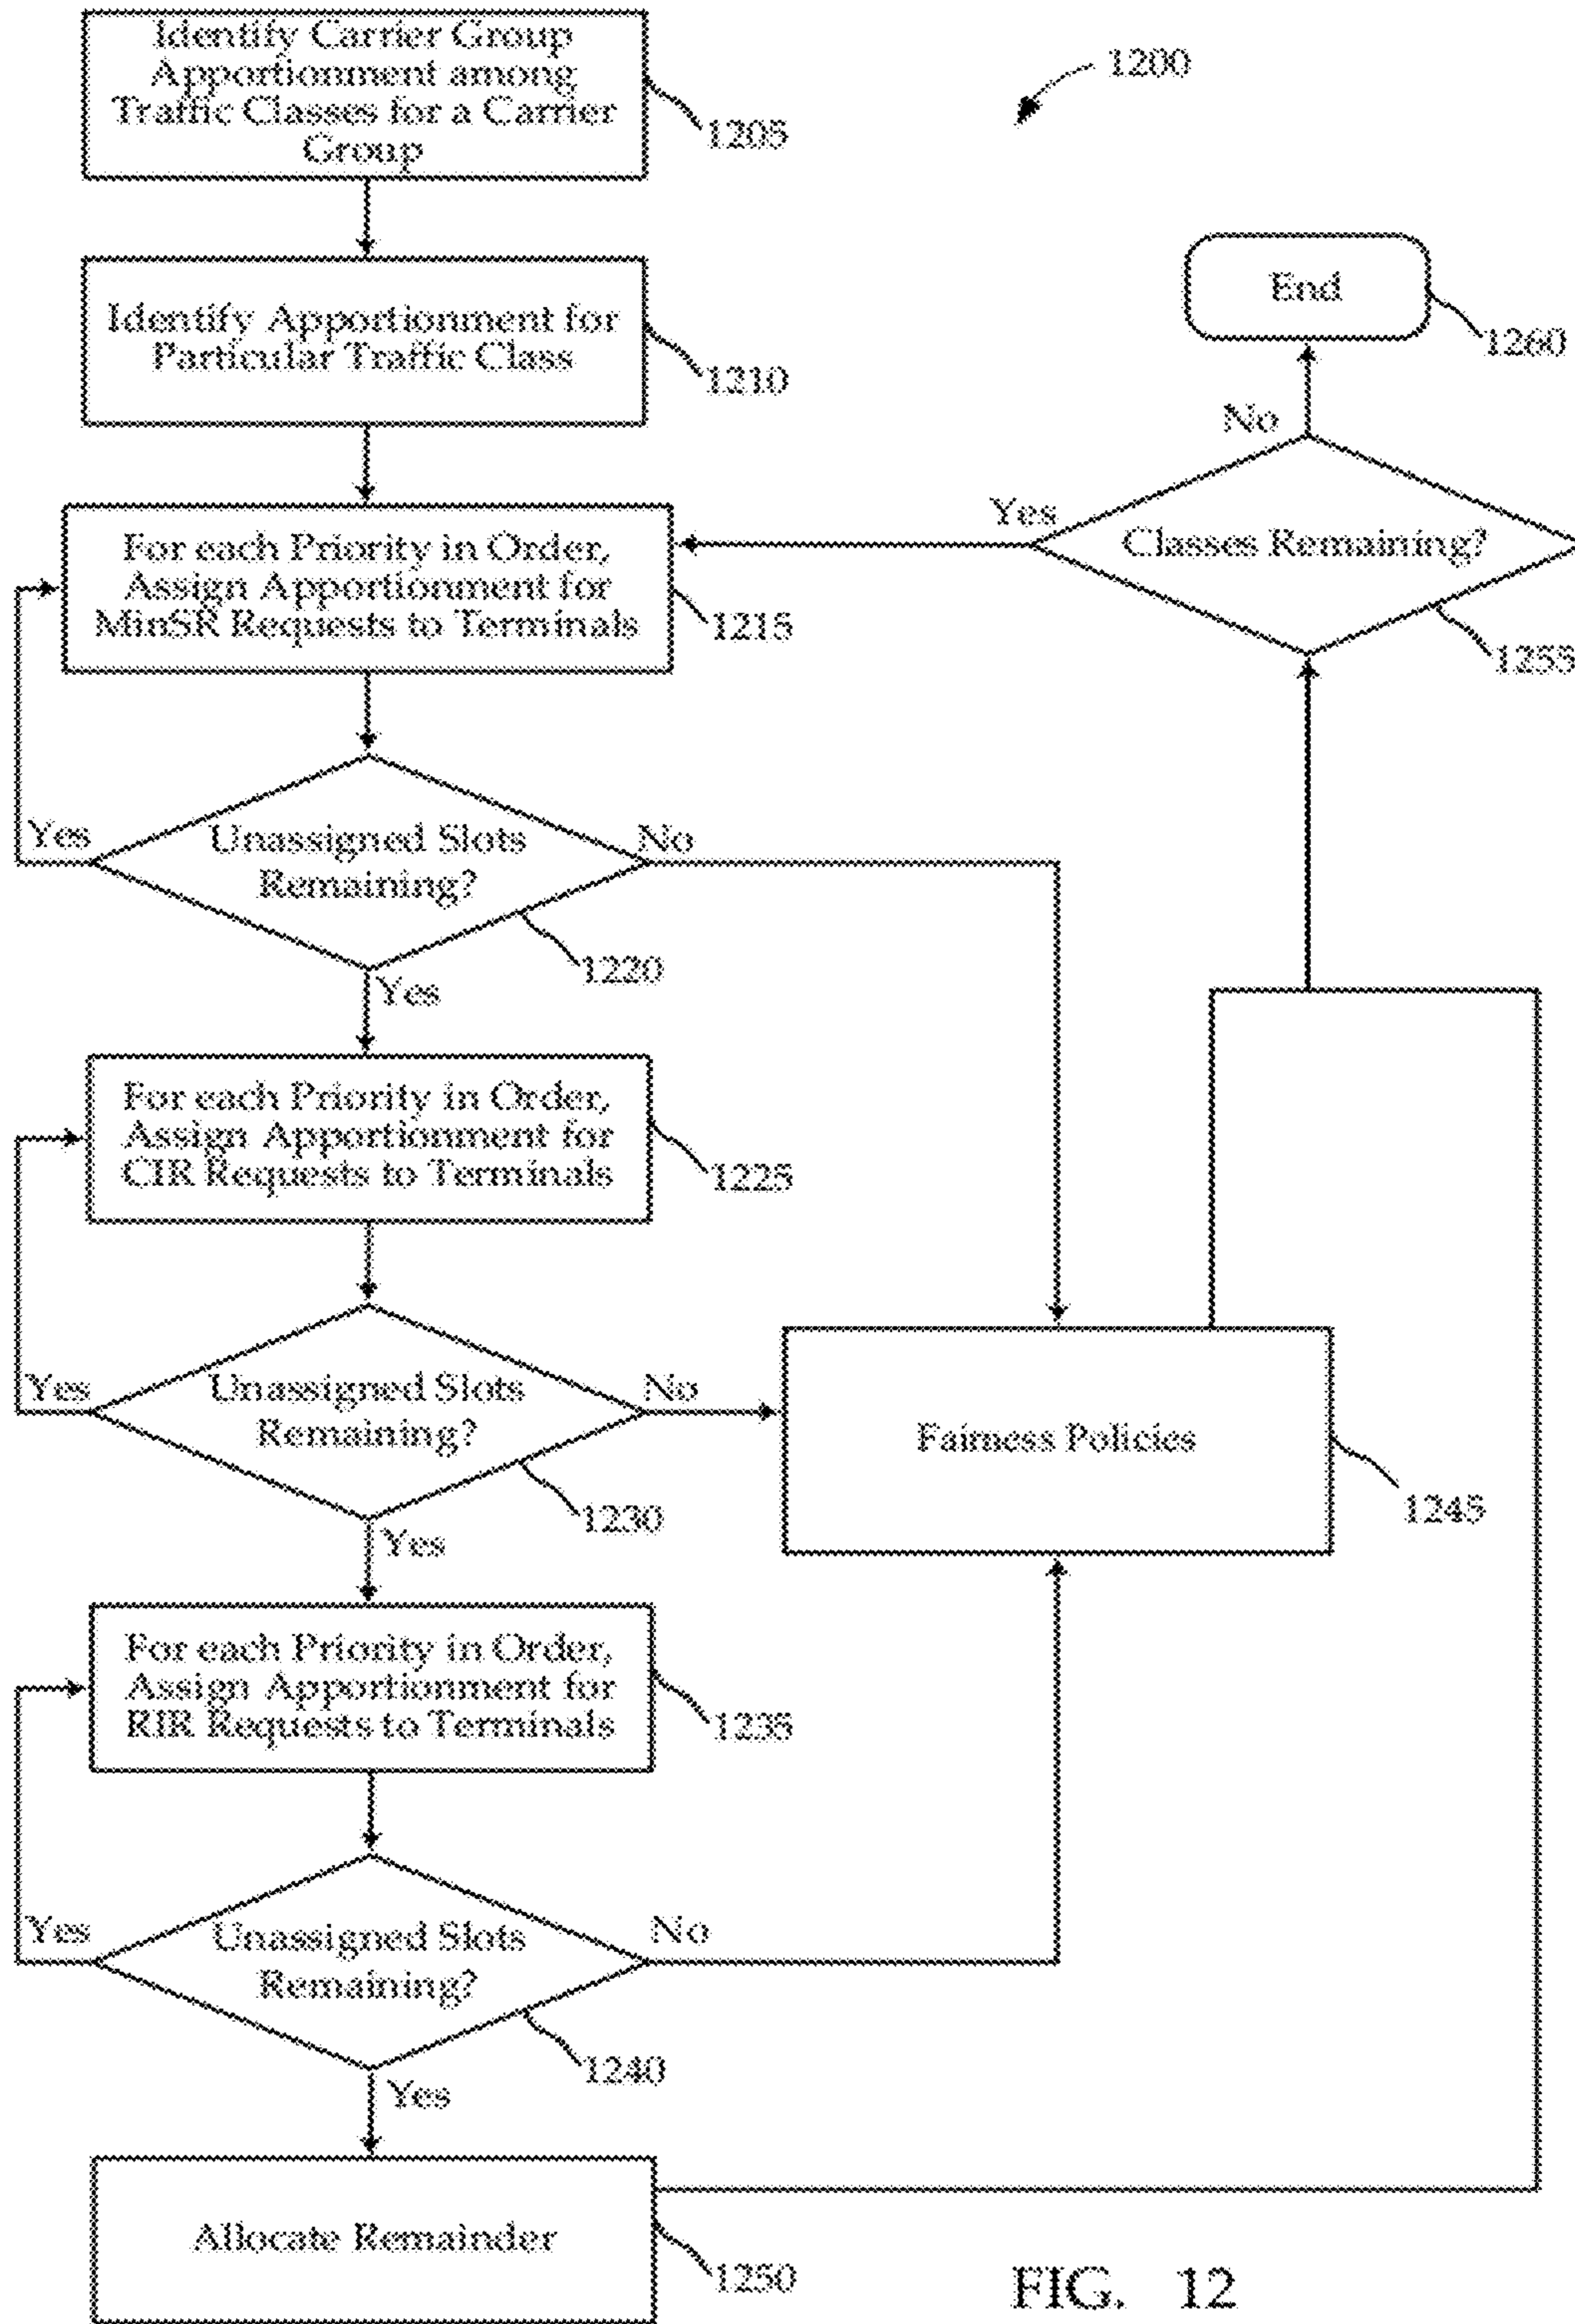 Identify Carrier Group
Apportionment among
Traffic Classes for a Carrier
Group
1205
1200
Identify Apportionment for
Particular Traffic Class
1210
End
1260
No
Yes
Classes Remaining?
1255
For each Priority in Order,
Assign Apportionment for
MinSR Requests to Terminals
1215
Yes
Unassigned Slots
Remaining?
No
1220
Yes
For each Priority in Order,
Assign Apportionment for
CIR Requests to Terminals
1225
Yes
Unassigned Slots
Remaining?
No
1230
Yes
Fairness Policies
1245
For each Priority in Order,
Assign Apportionment for
RIR Requests to Terminals
1235
Yes
Unassigned Slots
Remaining?
No
1240
Yes
Allocate Remainder
1250
FIG. 12